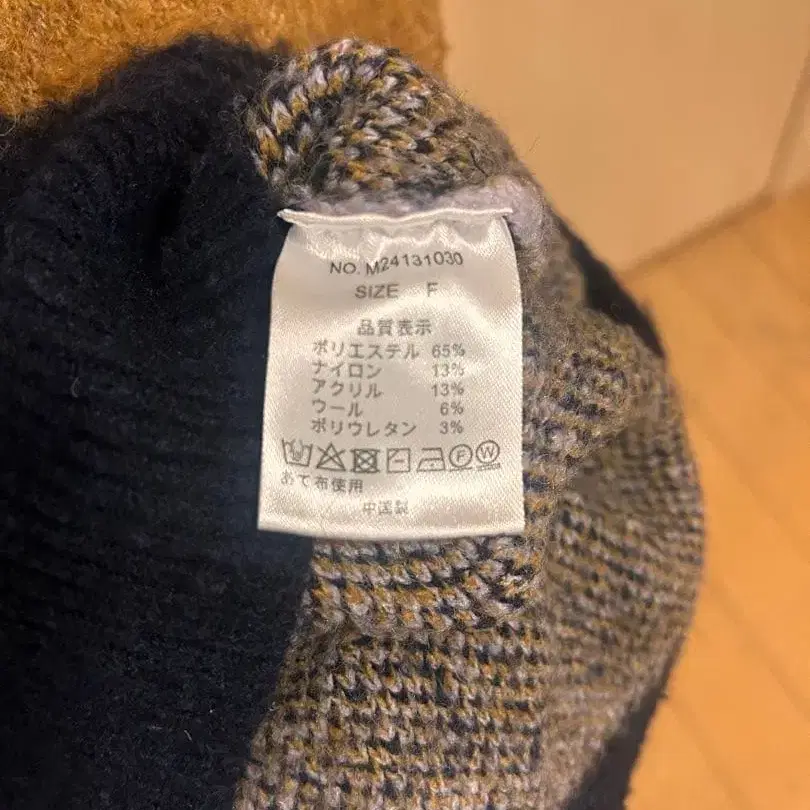 NO. M24131030
SIZE F
品質表示
ポリエステル 65%
ナイロン 13%
アクリル 13%
ウール 6%
ポリウレタン 3%
F W
あて布使用
中国製